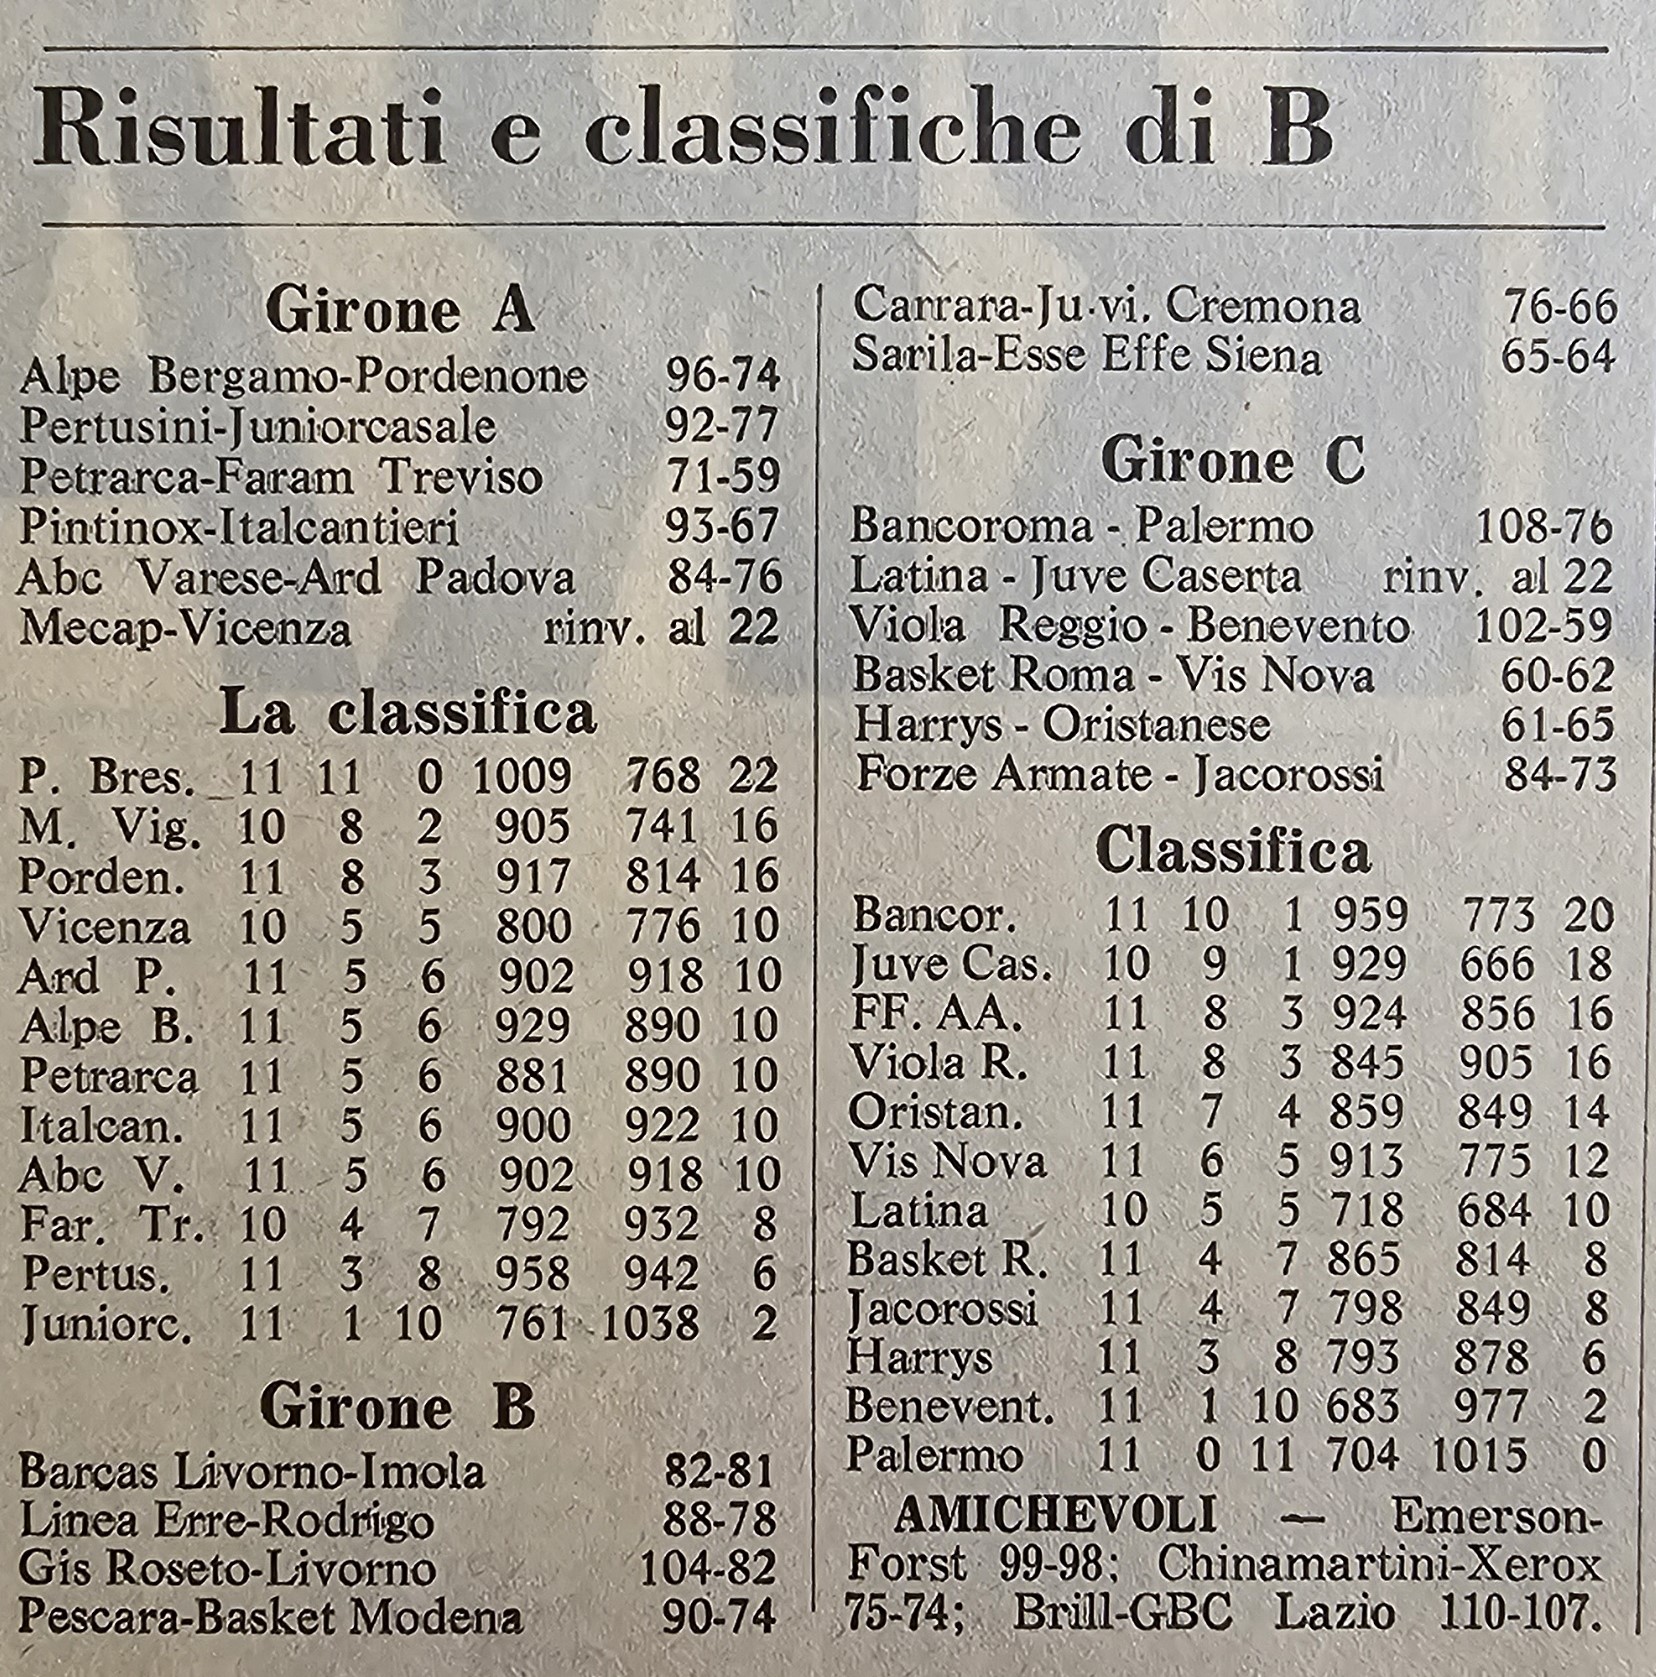 Risultati e classifiche di B
Girone A
Alpe Bergamo-Pordenone 96-74
Pertusini-Juniorcasale 92-77
Petrarca-Faram Treviso 71-59
Pintinox-Italcantieri 93-67
Abc Varese-Ard Padova 84-76
Mecap-Vicenza rinv. al 22
La classifica
P. Bres. 11 11 0 1009 768 22
M. Vig. 10 8 2 905 741 16
Porden. 11 8 3 917 814 16
Vicenza 10 5 5 800 776 10
Ard P. 11 5 6 902 918 10
Alpe B. 11 5 6 929 890 10
Petrarca 11 5 6 881 890 10
Italcan. 11 5 6 900 922 10
Abc V. 11 5 6 902 918 10
Far. Tr. 10 4 7 792 932 8
Pertus. 11 3 8 958 942 6
Juniorc. 11 1 10 761 1038 2
Girone B
Barcas Livorno-Imola 82-81
Linea Erre-Rodrigo 88-78
Gis Roseto-Livorno 104-82
Pescara-Basket Modena 90-74
Carrara-Ju.vi. Cremona 76-66
Sarila-Esse Effe Siena 65-64
Girone C
Bancoroma - Palermo 108-76
Latina - Juve Caserta rinv. al 22
Viola Reggio - Benevento 102-59
Basket Roma - Vis Nova 60-62
Harrys - Oristanese 61-65
Forze Armate - Jacorossi 84-73
Classifica
Bancor. 11 10 1 959 773 20
Juve Cas. 10 9 1 929 666 18
FF. AA. 11 8 3 924 856 16
Viola R. 11 8 3 845 905 16
Oristan. 11 7 4 859 849 14
Vis Nova 11 6 5 913 775 12
Latina 10 5 5 718 684 10
Basket R. 11 4 7 865 814 8
Jacorossi 11 4 7 798 849 8
Harrys 11 3 8 793 878 6
Benevent. 11 1 10 683 977 2
Palermo 11 0 11 704 1015 0
AMICHEVOLI — Emerson-
Forst 99-98; Chinamartini-Xerox
75-74; Brill-GBC Lazio 110-107.